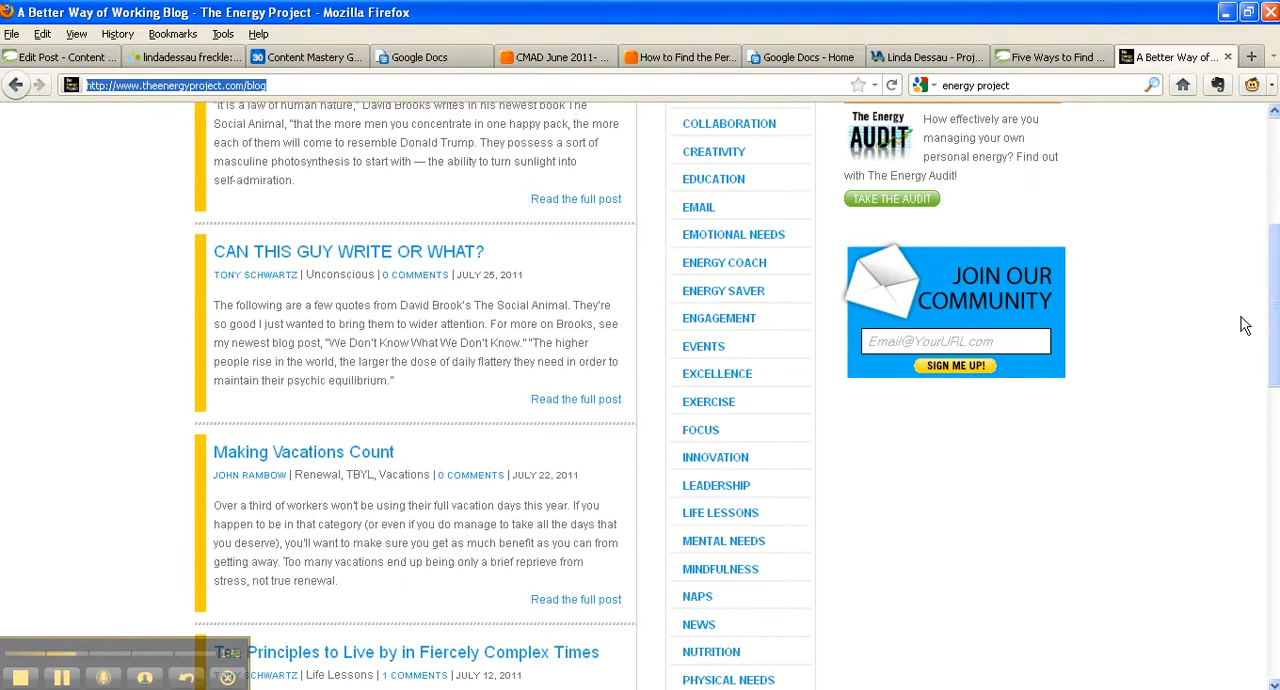 A Better Way of Working Blog - The Energy Project - Mozilla Firefox
File Edit View History Bookmarks Tools Help
Edit Post - Content ... lindadessau freckle: ... 30 Content Mastery G... Google Docs CMAD June 2011-... How to Find the Per... Google Docs - Home Linda Dessau - Proj... Five Ways to Find ... A Better Way of...
http://www.theenergyproject.com/blog energy project
"It is a law of human nature," David Brooks writes in his newest book The
Social Animal, "that the more men you concentrate in one happy pack, the more
each of them will come to resemble Donald Trump. They possess a sort of
masculine photosynthesis to start with — the ability to turn sunlight into
self-admiration.
Read the full post
CAN THIS GUY WRITE OR WHAT?
TONY SCHWARTZ | Unconscious | 0 COMMENTS | JULY 25, 2011
The following are a few quotes from David Brook's The Social Animal. They're
so good I just wanted to bring them to wider attention. For more on Brooks, see
my newest blog post, "We Don't Know What We Don't Know." "The higher
people rise in the world, the larger the dose of daily flattery they need in order to
maintain their psychic equilibrium."
Read the full post
Making Vacations Count
JOHN RAMBOW | Renewal, TBYL, Vacations | 0 COMMENTS | JULY 22, 2011
Over a third of workers won't be using their full vacation days this year. If you
happen to be in that category (or even if you do manage to take all the days that
you deserve), you'll want to make sure you get as much benefit as you can from
getting away. Too many vacations end up being only a brief reprieve from
stress, not true renewal.
Read the full post
Principles to Live by in Fiercely Complex Times
SCHWARTZ | Life Lessons | 1 COMMENTS | JULY 12, 2011
COLLABORATION
CREATIVITY
EDUCATION
EMAIL
EMOTIONAL NEEDS
ENERGY COACH
ENERGY SAVER
ENGAGEMENT
EVENTS
EXCELLENCE
EXERCISE
FOCUS
INNOVATION
LEADERSHIP
LIFE LESSONS
MENTAL NEEDS
MINDFULNESS
NAPS
NEWS
NUTRITION
PHYSICAL NEEDS
The Energy
AUDIT
How effectively are you
managing your own
personal energy? Find out
with The Energy Audit!
TAKE THE AUDIT
JOIN OUR
COMMUNITY
Email@YourURL.com
SIGN ME UP!